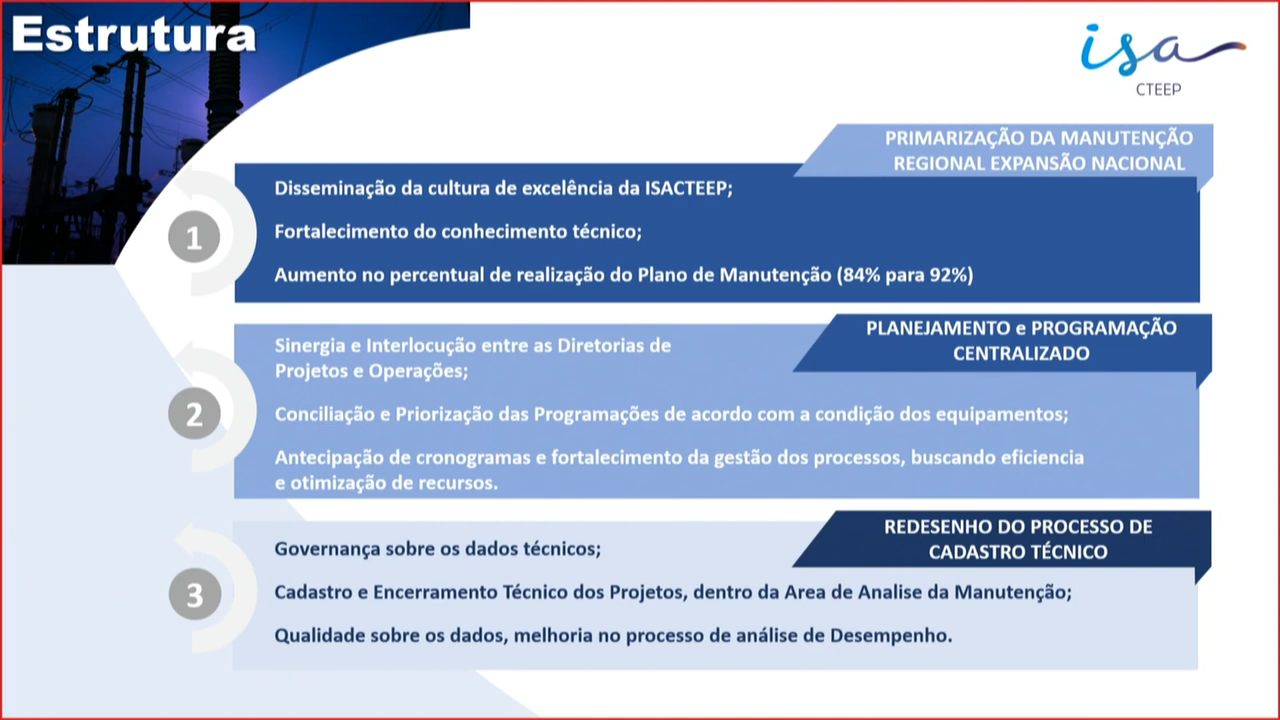 Estrutura
isa
CTEEP
PRIMARIZAÇÃO DA MANUTENÇÃO
REGIONAL EXPANSÃO NACIONAL
1
Disseminação da cultura de excelência da ISACTEEP;
Fortalecimento do conhecimento técnico;
Aumento no percentual de realização do Plano de Manutenção (84% para 92%)
PLANEJAMENTO e PROGRAMAÇÃO
CENTRALIZADO
2
Sinergia e Interlocução entre as Diretorias de
Projetos e Operações;
Conciliação e Priorização das Programações de acordo com a condição dos equipamentos;
Antecipação de cronogramas e fortalecimento da gestão dos processos, buscando eficiencia
e otimização de recursos.
REDESENHO DO PROCESSO DE
CADASTRO TÉCNICO
3
Governança sobre os dados técnicos;
Cadastro e Encerramento Técnico dos Projetos, dentro da Area de Analise da Manutenção;
Qualidade sobre os dados, melhoria no processo de análise de Desempenho.